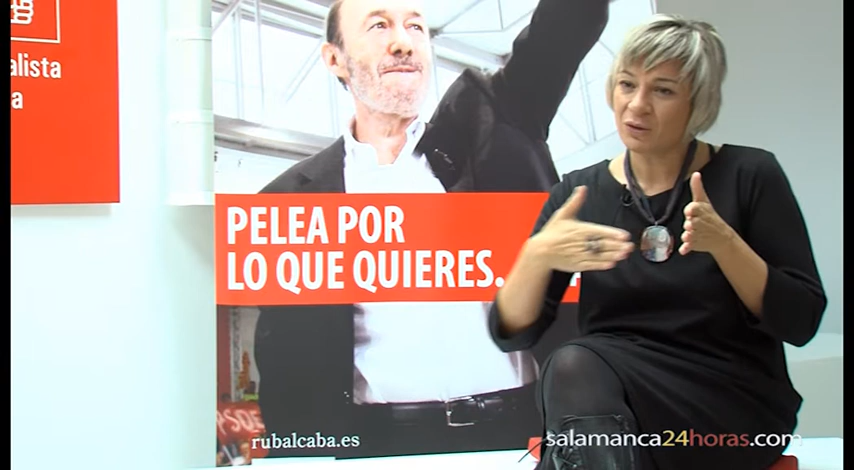 alista
a
PELEA POR
LO QUE QUIERES.
PSOE
rubalcaba.es
salamanca24horas.com